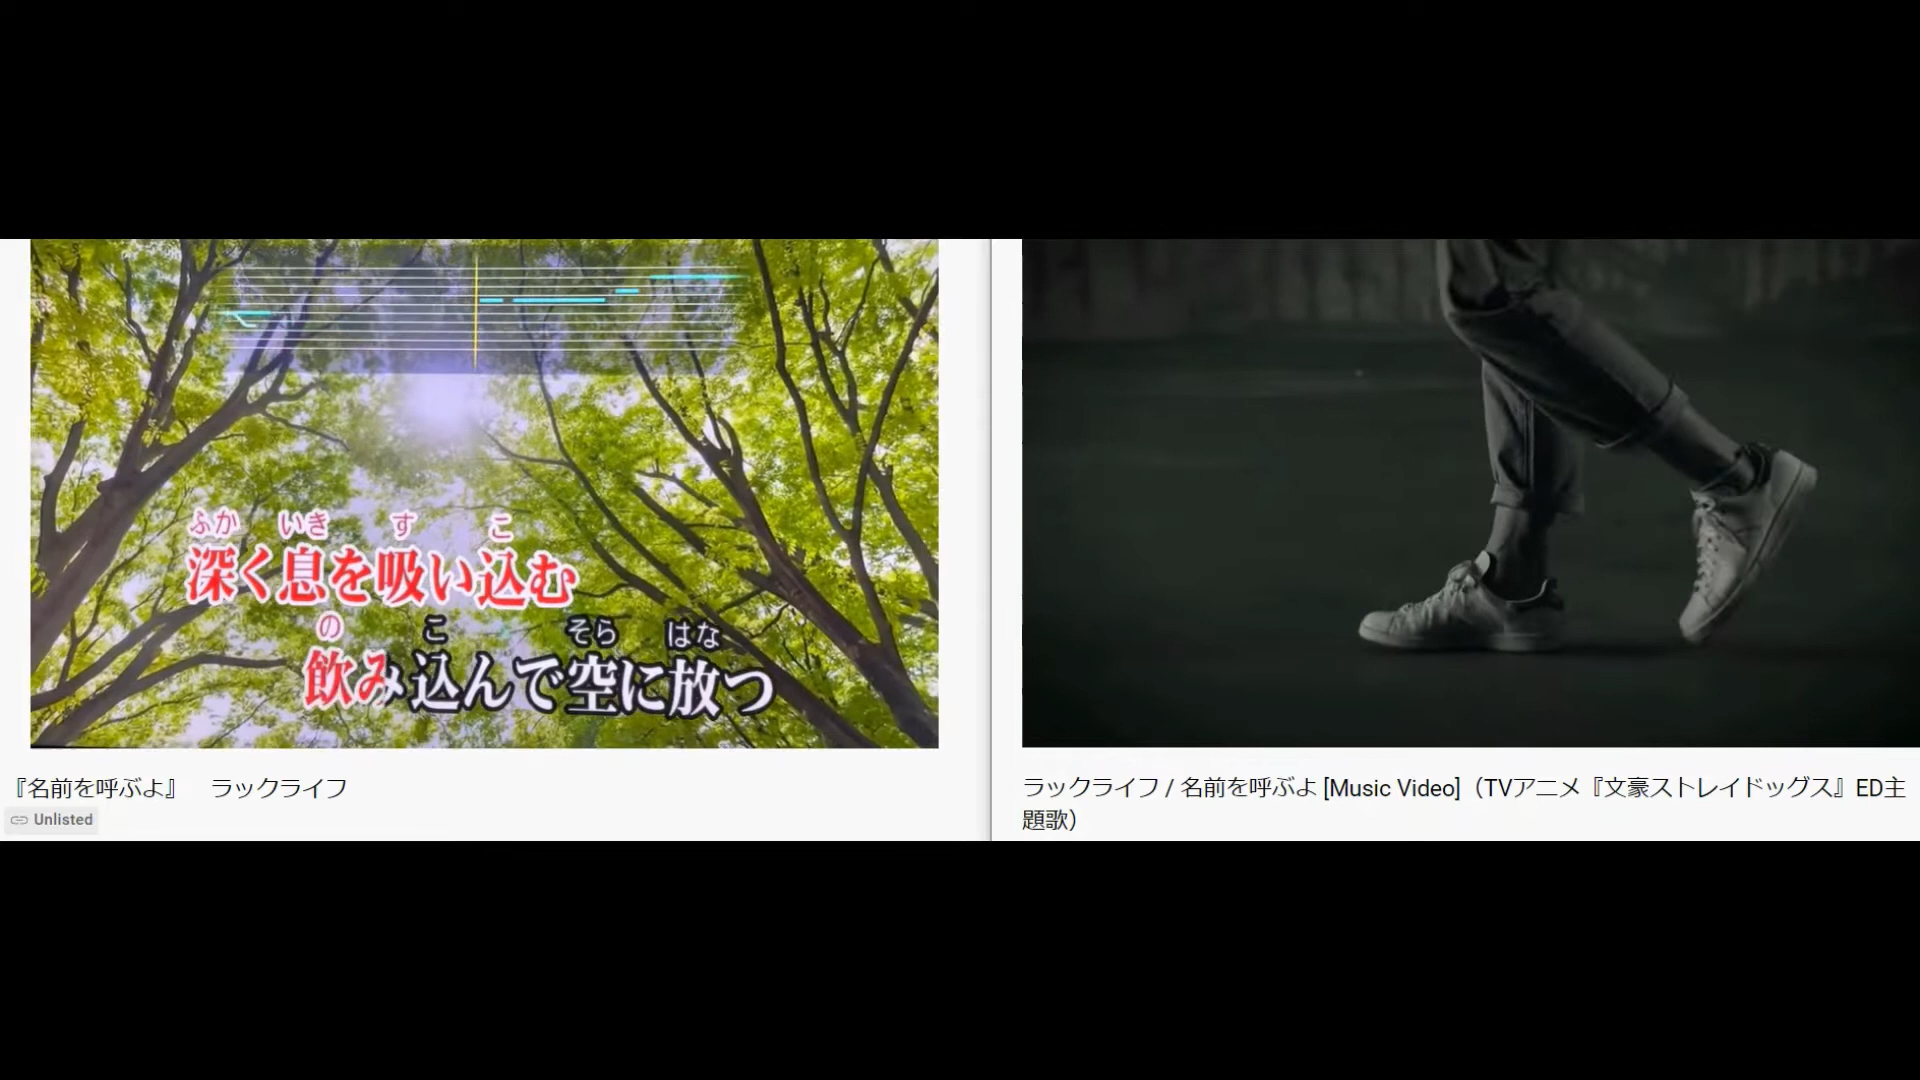 ふか いき す こ
深く息を吸い込む
の こ そら はな
飲み込んで空に放つ
『名前を呼ぶよ』　ラックライフ
Unlisted
ラックライフ / 名前を呼ぶよ [Music Video]（TVアニメ『文豪ストレイドッグス』ED主
題歌）